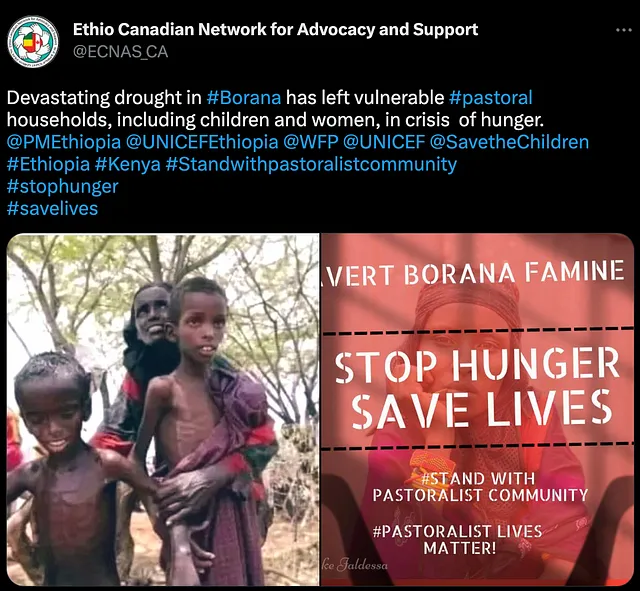 Ethio Canadian Network for Advocacy and Support
@ECNAS_CA
Devastating drought in #Borana has left vulnerable #pastoral
households, including children and women, in crisis of hunger.
@PMEthiopia @UNICEFEthiopia @WFP @UNICEF @SavetheChildren
#Ethiopia #Kenya #Standwithpastoralistcommunity
#stophunger
#savelives
VERT BORANA FAMINE
STOP HUNGER
SAVE LIVES
#STAND WITH
PASTORALIST COMMUNITY
#PASTORALIST LIVES
MATTER!
ke Jaldessa